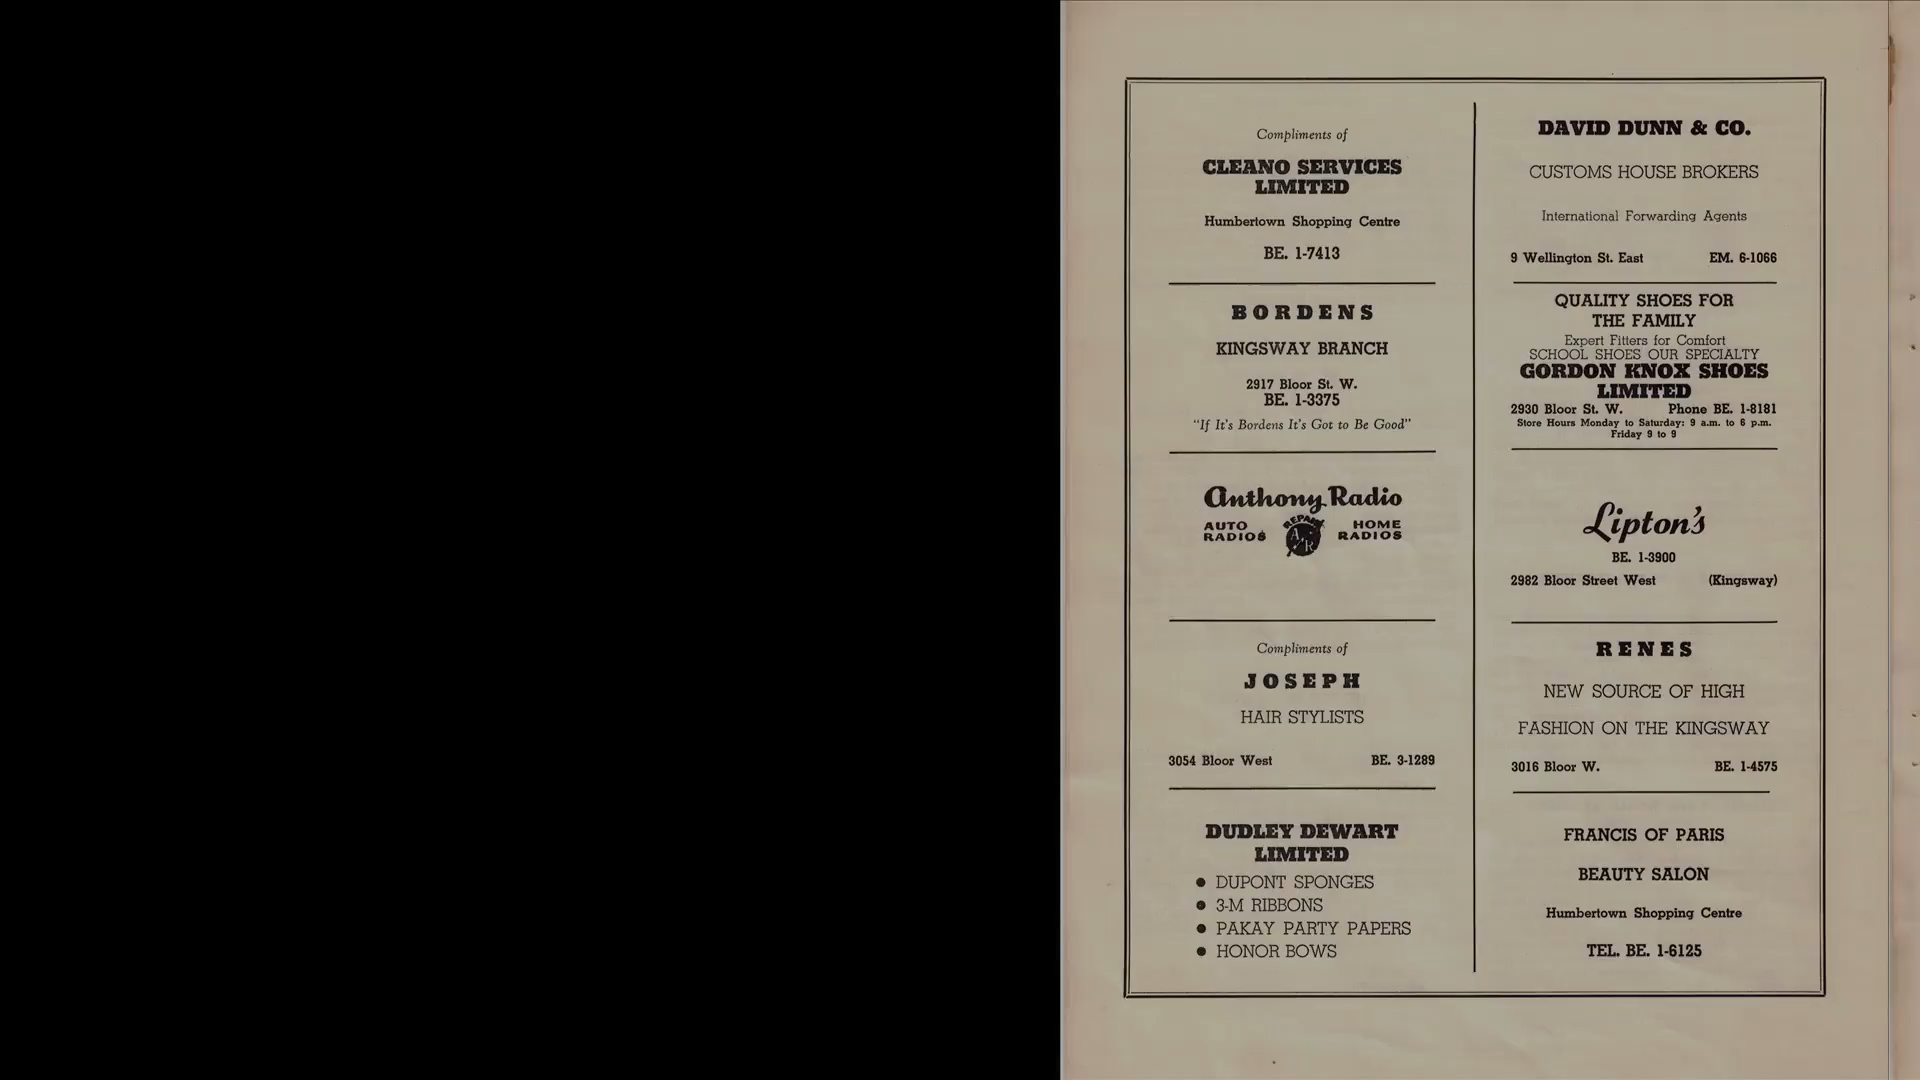 Compliments of
CLEANO SERVICES
LIMITED
Humbertown Shopping Centre
BE. 1-7413
BORDENS
KINGSWAY BRANCH
2917 Bloor St. W.
BE. 1-3375
"If It's Bordens It's Got to Be Good"
Anthony Radio
AUTO REPAIR HOME
RADIOS A R RADIOS
Compliments of
JOSEPH
HAIR STYLISTS
3054 Bloor West BE. 3-1289
DUDLEY DEWART
LIMITED
● DUPONT SPONGES
● 3-M RIBBONS
● PAKAY PARTY PAPERS
● HONOR BOWS
DAVID DUNN & CO.
CUSTOMS HOUSE BROKERS
International Forwarding Agents
9 Wellington St. East EM. 6-1066
QUALITY SHOES FOR
THE FAMILY
Expert Fitters for Comfort
SCHOOL SHOES OUR SPECIALTY
GORDON KNOX SHOES
LIMITED
2930 Bloor St. W. Phone BE. 1-8181
Store Hours Monday to Saturday: 9 a.m. to 6 p.m.
Friday 9 to 9
Lipton's
BE. 1-3900
2982 Bloor Street West (Kingsway)
RENES
NEW SOURCE OF HIGH
FASHION ON THE KINGSWAY
3016 Bloor W. BE. 1-4575
FRANCIS OF PARIS
BEAUTY SALON
Humbertown Shopping Centre
TEL. BE. 1-6125